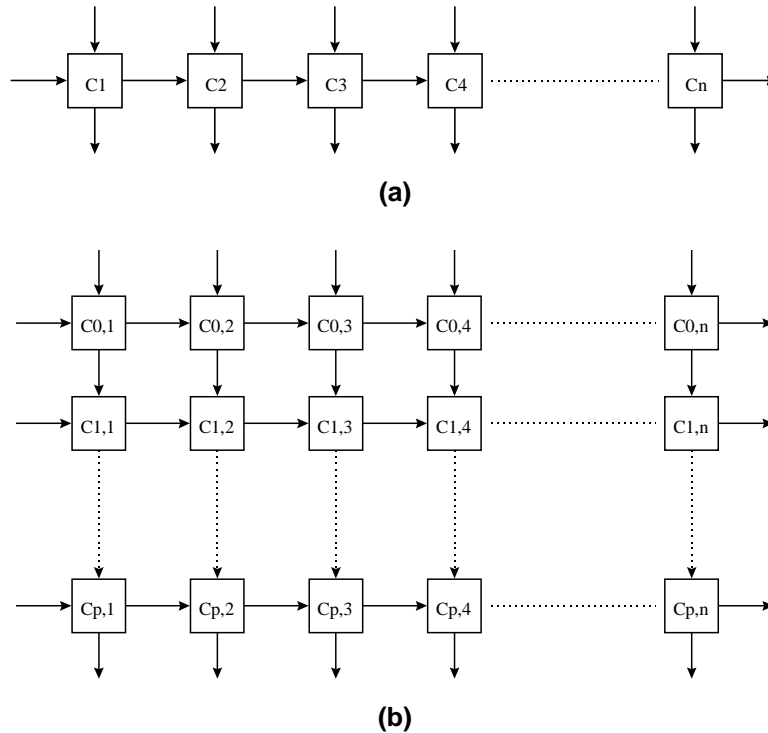 C1 C2 C3 C4 Cn
(a)
C0,1 C0,2 C0,3 C0,4 C0,n
C1,1 C1,2 C1,3 C1,4 C1,n
Cp,1 Cp,2 Cp,3 Cp,4 Cp,n
(b)